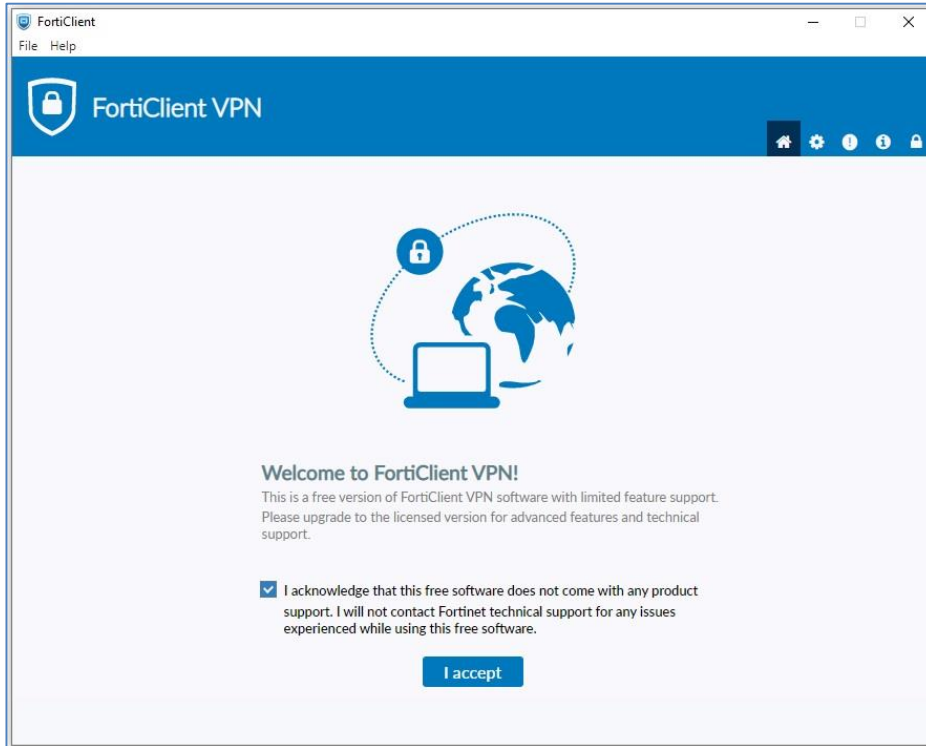 FortiClient
File Help
FortiClient VPN
Welcome to FortiClient VPN!
This is a free version of FortiClient VPN software with limited feature support.
Please upgrade to the licensed version for advanced features and technical
support.
I acknowledge that this free software does not come with any product
support. I will not contact Fortinet technical support for any issues
experienced while using this free software.
I accept